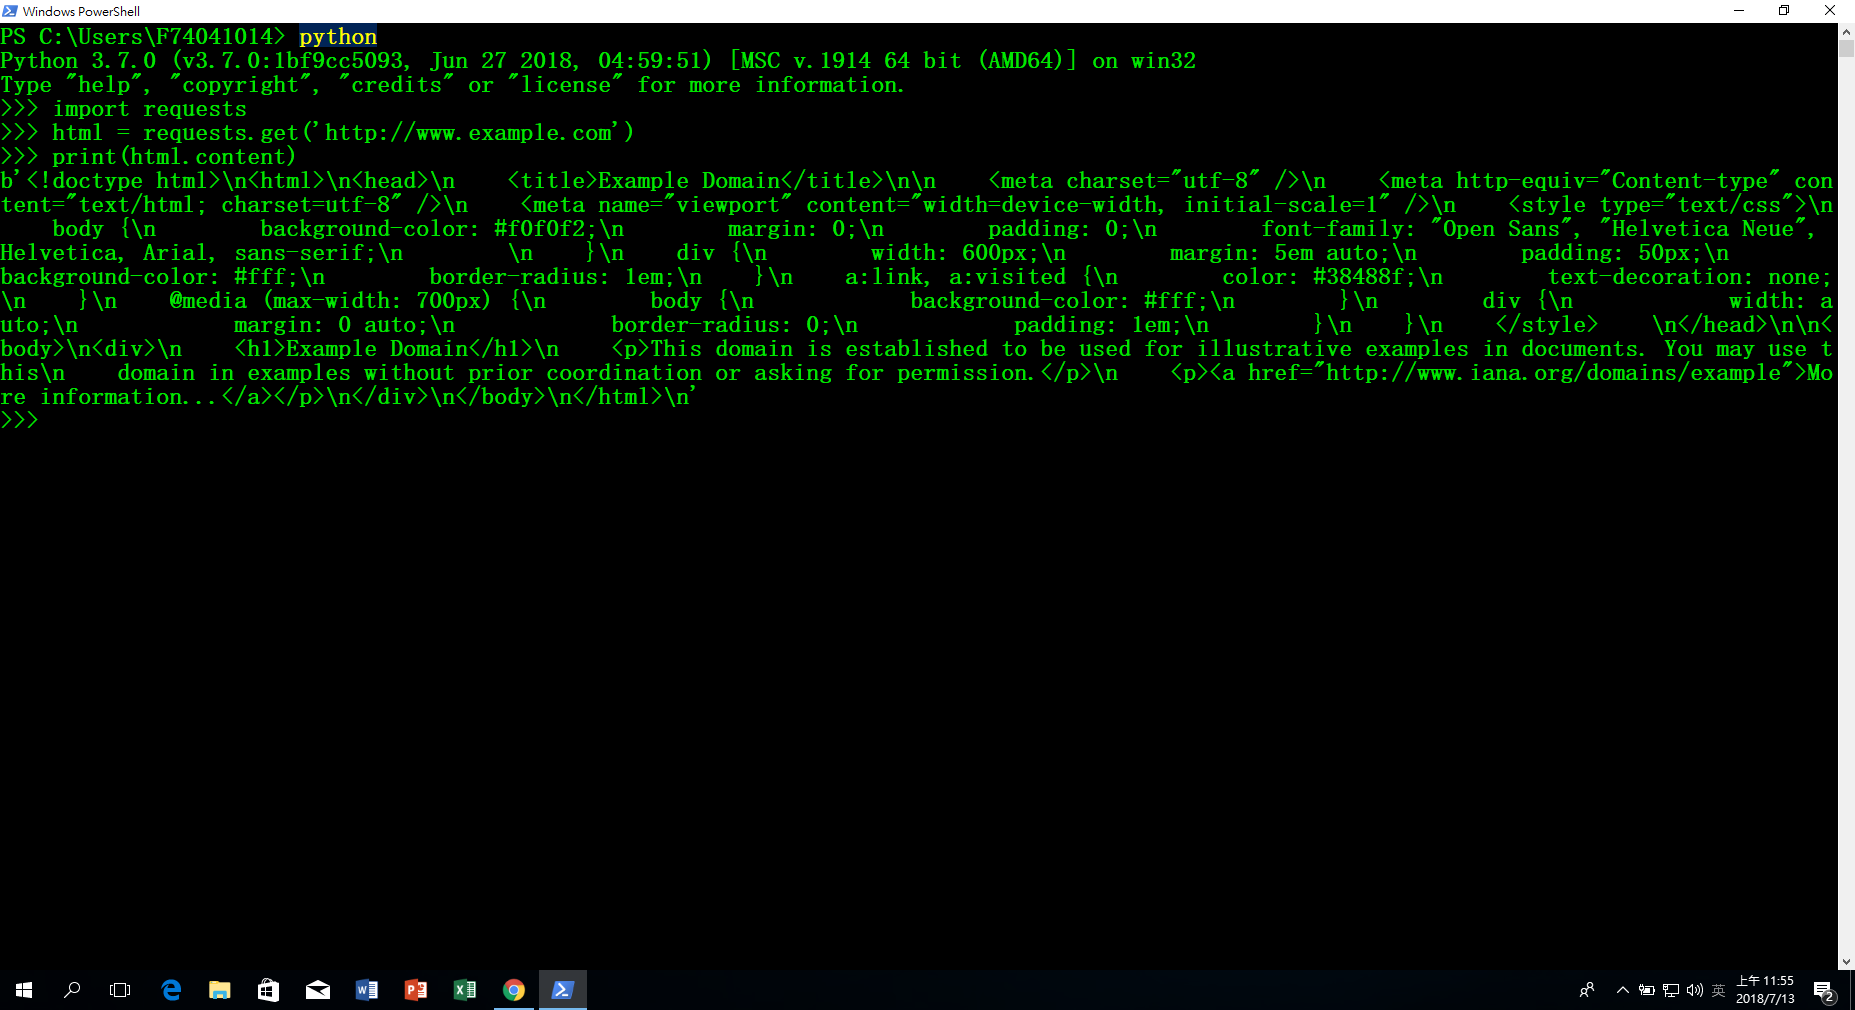 Windows PowerShell
PS C:\Users\F74041014> python
Python 3.7.0 (v3.7.0:1bf9cc5093, Jun 27 2018, 04:59:51) [MSC v.1914 64 bit (AMD64)] on win32
Type "help", "copyright", "credits" or "license" for more information.
>>> import requests
>>> html = requests.get('http://www.example.com')
>>> print(html.content)
b'<!doctype html>\n<html>\n<head>\n    <title>Example Domain</title>\n\n    <meta charset="utf-8" />\n    <meta http-equiv="Content-type" con
tent="text/html; charset=utf-8" />\n    <meta name="viewport" content="width=device-width, initial-scale=1" />\n    <style type="text/css">\n
    body {\n        background-color: #f0f0f2;\n        margin: 0;\n        padding: 0;\n        font-family: "Open Sans", "Helvetica Neue",
Helvetica, Arial, sans-serif;\n        \n    }\n    div {\n        width: 600px;\n        margin: 5em auto;\n        padding: 50px;\n
background-color: #fff;\n        border-radius: 1em;\n    }\n    a:link, a:visited {\n        color: #38488f;\n        text-decoration: none;
\n    }\n    @media (max-width: 700px) {\n        body {\n            background-color: #fff;\n        }\n        div {\n            width: a
uto;\n            margin: 0 auto;\n            border-radius: 0;\n            padding: 1em;\n        }\n    }\n    </style>    \n</head>\n\n<
body>\n<div>\n    <h1>Example Domain</h1>\n    <p>This domain is established to be used for illustrative examples in documents. You may use t
his\n    domain in examples without prior coordination or asking for permission.</p>\n    <p><a href="http://www.iana.org/domains/example">Mo
re information...</a></p>\n</div>\n</body>\n</html>\n'
>>>
英
上午 11:55
2018/7/13
2